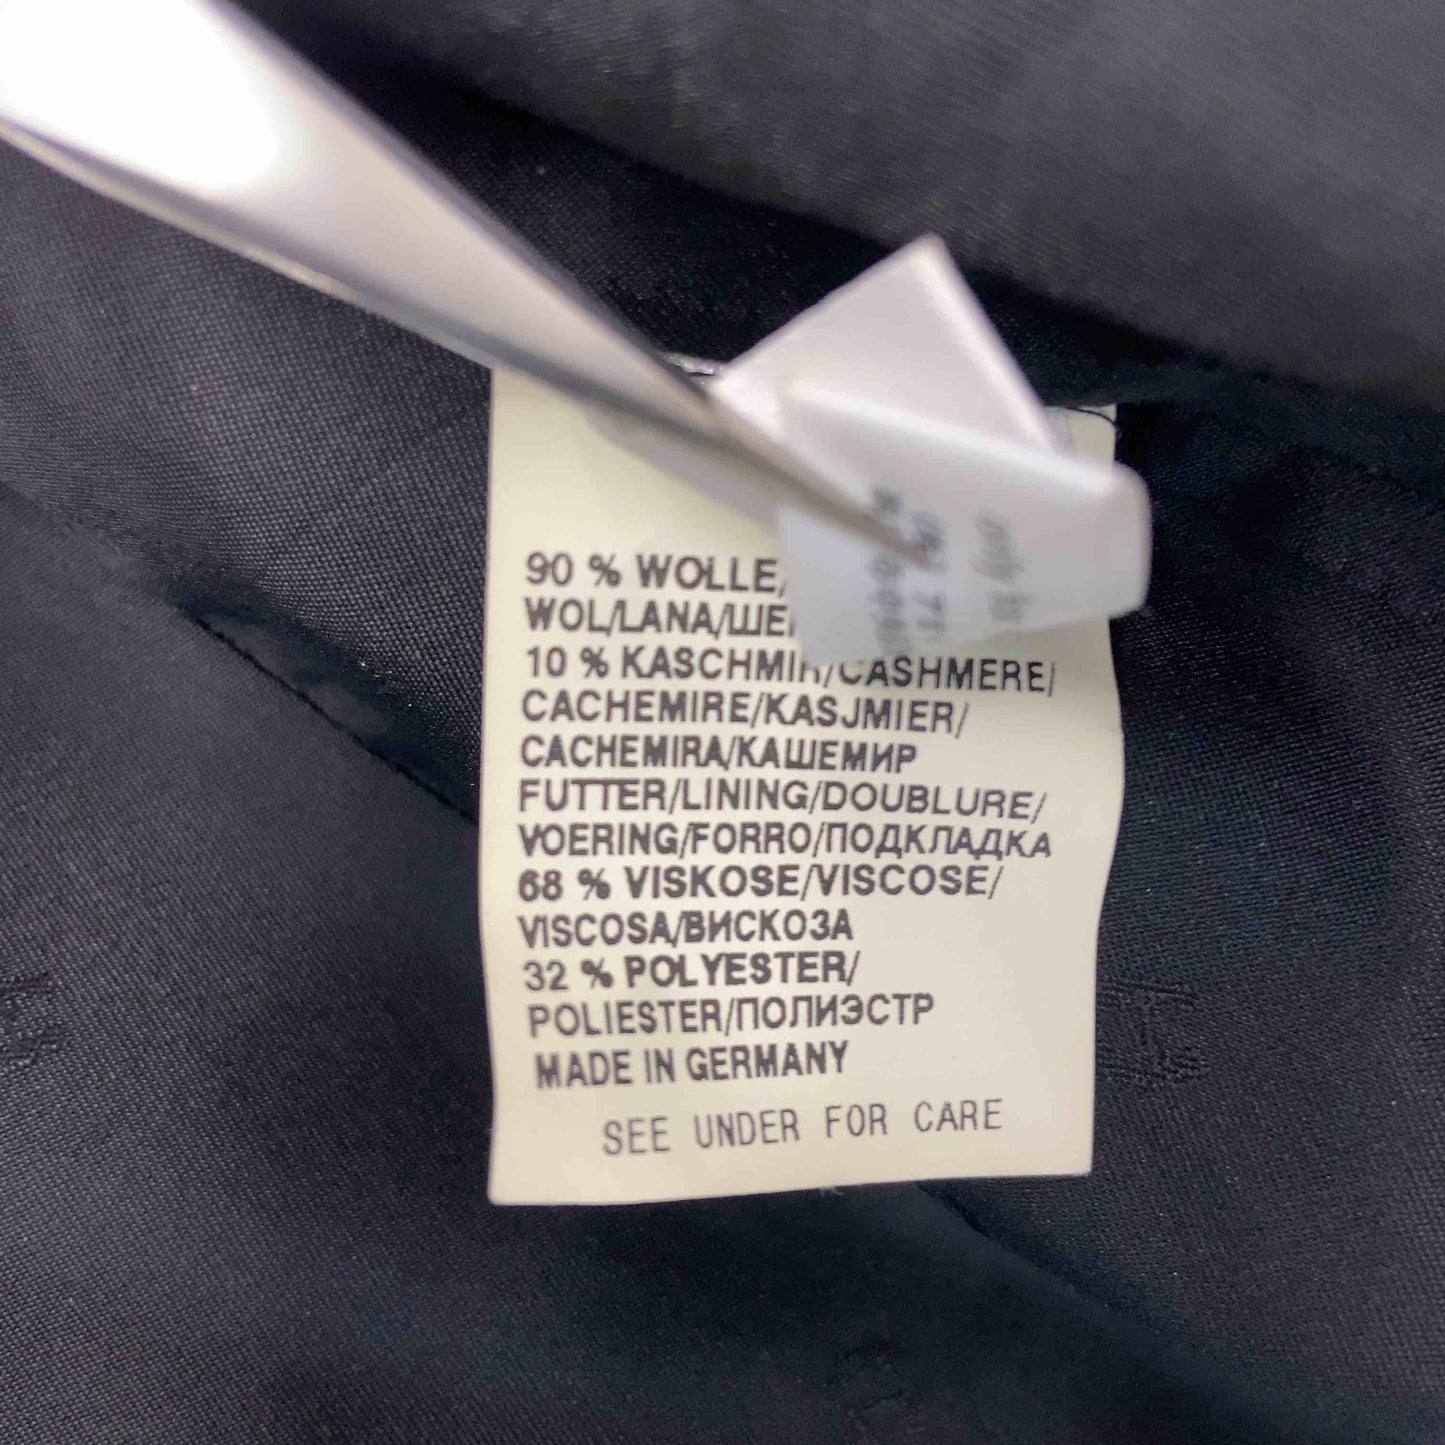 90 % WOLLE/
WOL/LANA/
10 % KASCHMIR/CASHMERE/
CACHEMIRE/KASJMIER/
CACHEMIRA/КАШЕМИР
FUTTER/LINING/DOUBLURE/
VOERING/FORRO/ПОДКЛАДКА
68 % VISKOSE/VISCOSE/
VISCOSA/ВИСКОЗА
32 % POLYESTER/
POLIESTER/ПОЛИЭСТР
MADE IN GERMANY
SEE UNDER FOR CARE
only